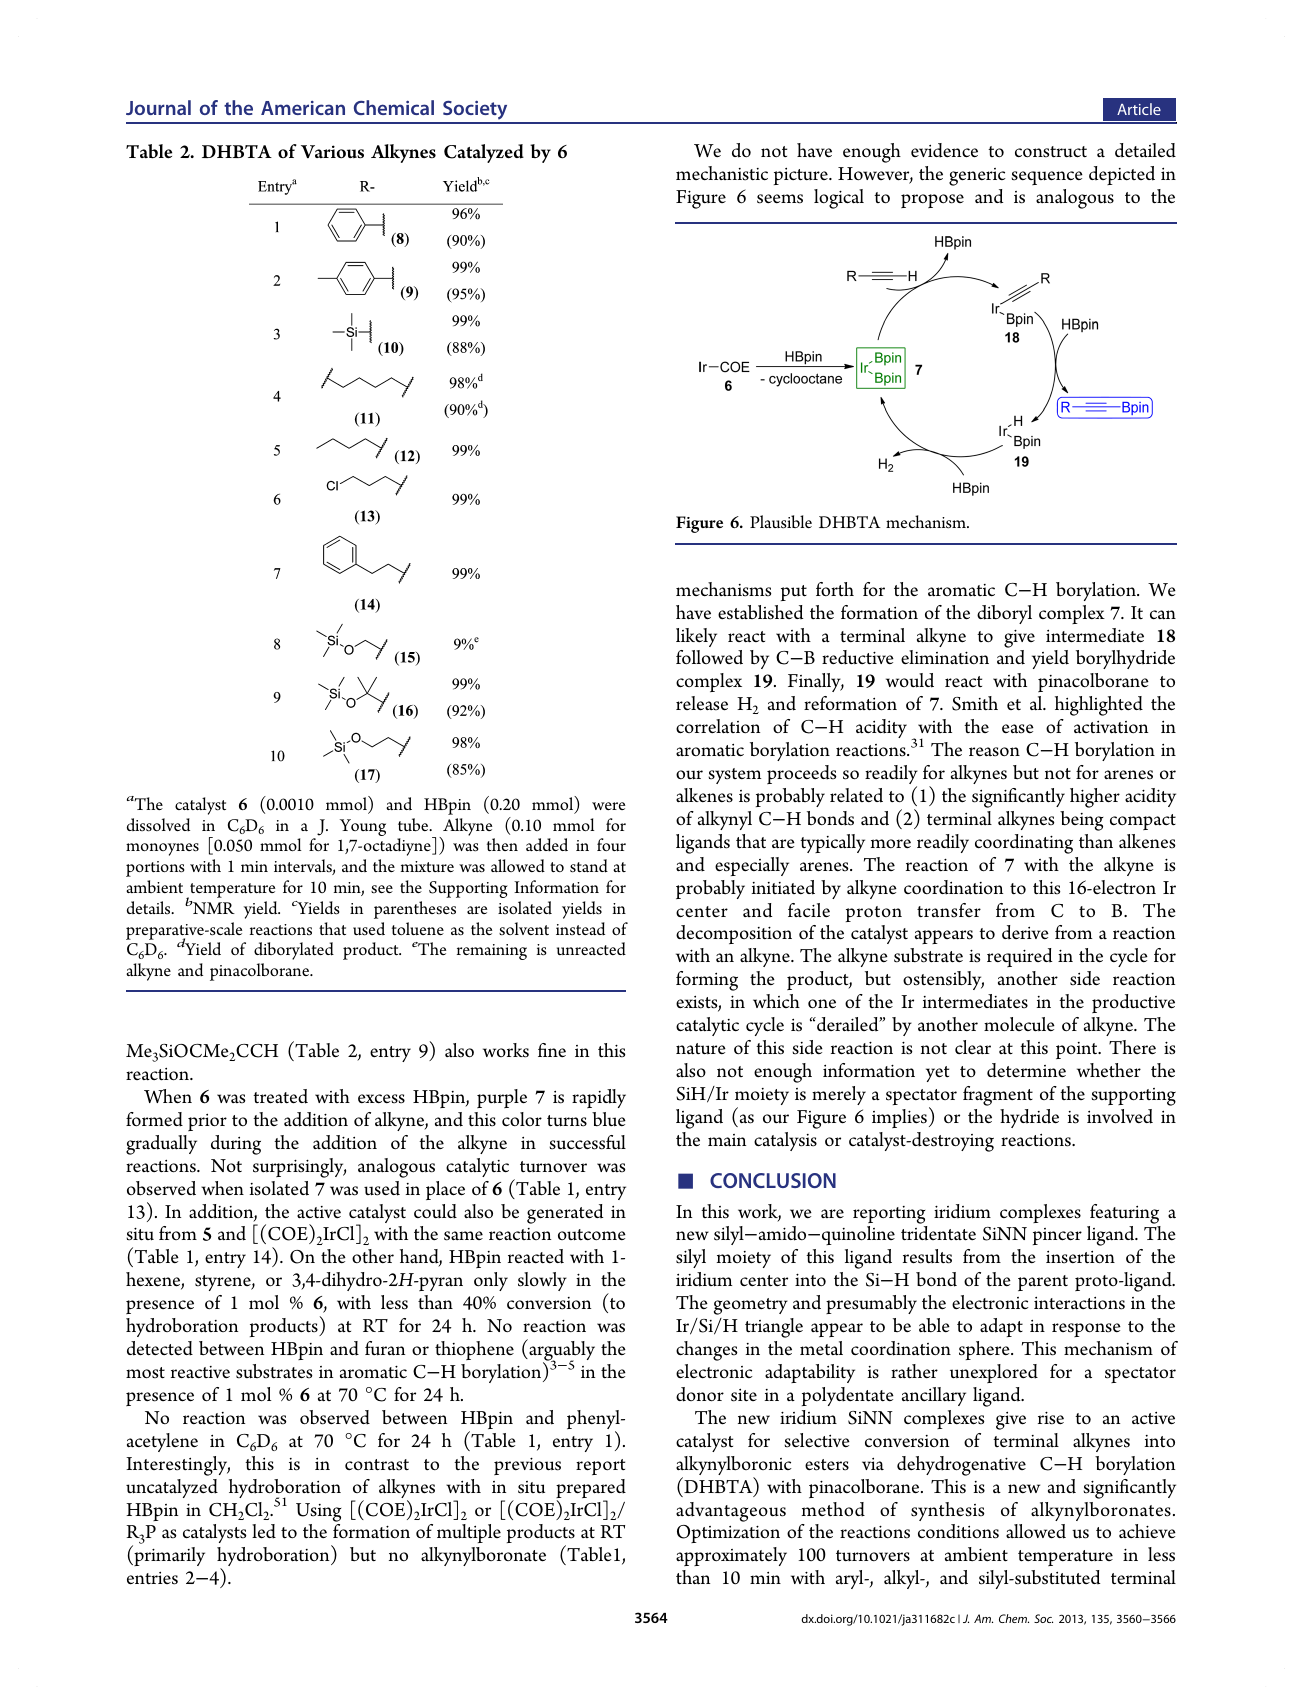 Journal of the American Chemical Society
Article
Table 2. DHBTA of Various Alkynes Catalyzed by 6
Entryᵃ R- Yieldᵇ,ᶜ
1 (8) 96% (90%)
2 (9) 99% (95%)
3 Si (10) 99% (88%)
4 (11) 98%ᵈ (90%ᵈ)
5 (12) 99%
6 Cl (13) 99%
7 (14) 99%
8 Si O (15) 9%ᵉ
9 Si O (16) 99% (92%)
10 Si O (17) 98% (85%)
ᵃThe catalyst 6 (0.0010 mmol) and HBpin (0.20 mmol) were
dissolved in C₆D₆ in a J. Young tube. Alkyne (0.10 mmol for
monoynes [0.050 mmol for 1,7-octadiyne]) was then added in four
portions with 1 min intervals, and the mixture was allowed to stand at
ambient temperature for 10 min, see the Supporting Information for
details. ᵇNMR yield. ᶜYields in parentheses are isolated yields in
preparative-scale reactions that used toluene as the solvent instead of
C₆D₆. ᵈYield of diborylated product. ᵉThe remaining is unreacted
alkyne and pinacolborane.
Me₃SiOCMe₂CCH (Table 2, entry 9) also works fine in this
reaction.
When 6 was treated with excess HBpin, purple 7 is rapidly
formed prior to the addition of alkyne, and this color turns blue
gradually during the addition of the alkyne in successful
reactions. Not surprisingly, analogous catalytic turnover was
observed when isolated 7 was used in place of 6 (Table 1, entry
13). In addition, the active catalyst could also be generated in
situ from 5 and [(COE)₂IrCl]₂ with the same reaction outcome
(Table 1, entry 14). On the other hand, HBpin reacted with 1-
hexene, styrene, or 3,4-dihydro-2H-pyran only slowly in the
presence of 1 mol % 6, with less than 40% conversion (to
hydroboration products) at RT for 24 h. No reaction was
detected between HBpin and furan or thiophene (arguably the
most reactive substrates in aromatic C−H borylation)³⁻⁵ in the
presence of 1 mol % 6 at 70 °C for 24 h.
No reaction was observed between HBpin and phenyl-
acetylene in C₆D₆ at 70 °C for 24 h (Table 1, entry 1).
Interestingly, this is in contrast to the previous report
uncatalyzed hydroboration of alkynes with in situ prepared
HBpin in CH₂Cl₂.⁵¹ Using [(COE)₂IrCl]₂ or [(COE)₂IrCl]₂/
R₃P as catalysts led to the formation of multiple products at RT
(primarily hydroboration) but no alkynylboronate (Table1,
entries 2−4).
We do not have enough evidence to construct a detailed
mechanistic picture. However, the generic sequence depicted in
Figure 6 seems logical to propose and is analogous to the
HBpin
R H
R
Ir Bpin
18
HBpin
Ir−COE
6
HBpin
- cyclooctane
Ir Bpin Bpin 7
R Bpin
Ir H Bpin
19
H₂
HBpin
Figure 6. Plausible DHBTA mechanism.
mechanisms put forth for the aromatic C−H borylation. We
have established the formation of the diboryl complex 7. It can
likely react with a terminal alkyne to give intermediate 18
followed by C−B reductive elimination and yield borylhydride
complex 19. Finally, 19 would react with pinacolborane to
release H₂ and reformation of 7. Smith et al. highlighted the
correlation of C−H acidity with the ease of activation in
aromatic borylation reactions.³¹ The reason C−H borylation in
our system proceeds so readily for alkynes but not for arenes or
alkenes is probably related to (1) the significantly higher acidity
of alkynyl C−H bonds and (2) terminal alkynes being compact
ligands that are typically more readily coordinating than alkenes
and especially arenes. The reaction of 7 with the alkyne is
probably initiated by alkyne coordination to this 16-electron Ir
center and facile proton transfer from C to B. The
decomposition of the catalyst appears to derive from a reaction
with an alkyne. The alkyne substrate is required in the cycle for
forming the product, but ostensibly, another side reaction
exists, in which one of the Ir intermediates in the productive
catalytic cycle is “derailed” by another molecule of alkyne. The
nature of this side reaction is not clear at this point. There is
also not enough information yet to determine whether the
SiH/Ir moiety is merely a spectator fragment of the supporting
ligand (as our Figure 6 implies) or the hydride is involved in
the main catalysis or catalyst-destroying reactions.
■ CONCLUSION
In this work, we are reporting iridium complexes featuring a
new silyl−amido−quinoline tridentate SiNN pincer ligand. The
silyl moiety of this ligand results from the insertion of the
iridium center into the Si−H bond of the parent proto-ligand.
The geometry and presumably the electronic interactions in the
Ir/Si/H triangle appear to be able to adapt in response to the
changes in the metal coordination sphere. This mechanism of
electronic adaptability is rather unexplored for a spectator
donor site in a polydentate ancillary ligand.
The new iridium SiNN complexes give rise to an active
catalyst for selective conversion of terminal alkynes into
alkynylboronic esters via dehydrogenative C−H borylation
(DHBTA) with pinacolborane. This is a new and significantly
advantageous method of synthesis of alkynylboronates.
Optimization of the reactions conditions allowed us to achieve
approximately 100 turnovers at ambient temperature in less
than 10 min with aryl-, alkyl-, and silyl-substituted terminal
3564
dx.doi.org/10.1021/ja311682c | J. Am. Chem. Soc. 2013, 135, 3560−3566